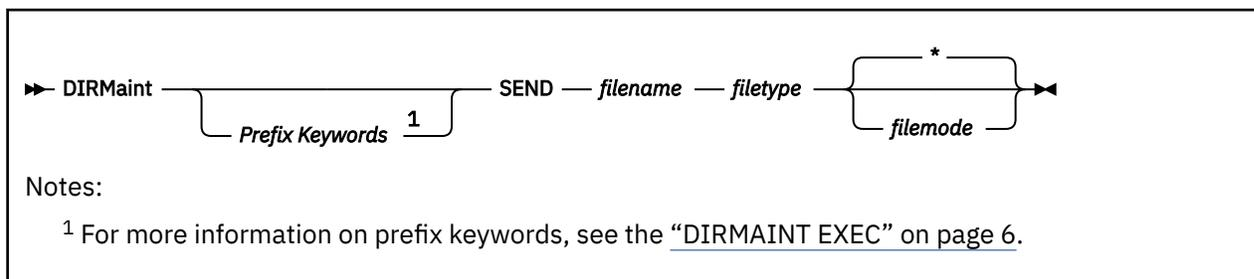 *
DIRMaint SEND filename filetype
Prefix Keywords 1 filemode
Notes:
1 For more information on prefix keywords, see the “DIRMAINT EXEC” on page 6.